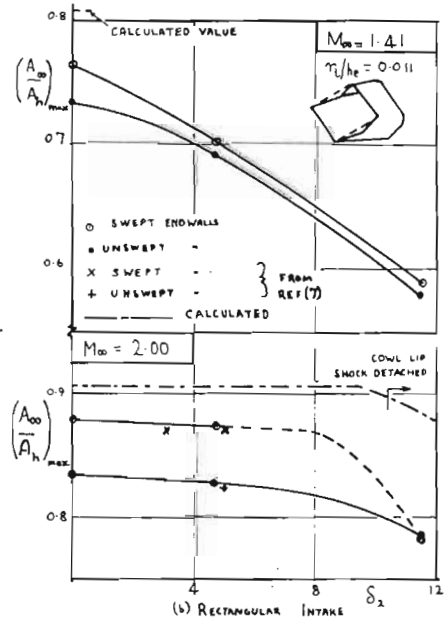 0.8
CALCULATED VALUE
M∞ = 1.41
(A∞/Ah)max
ri/he = 0.011
0.7
⊙ SWEPT ENDWALLS
• UNSWEPT "
× SWEPT "
+ UNSWEPT "
} FROM REF(7)
0.6
—·— CALCULATED
M∞ = 2.00
COWL LIP
SHOCK DETACHED
0.9
(A∞/Ah)max
0.8
0 4 8 δ2 12
(b) RECTANGULAR INTAKE